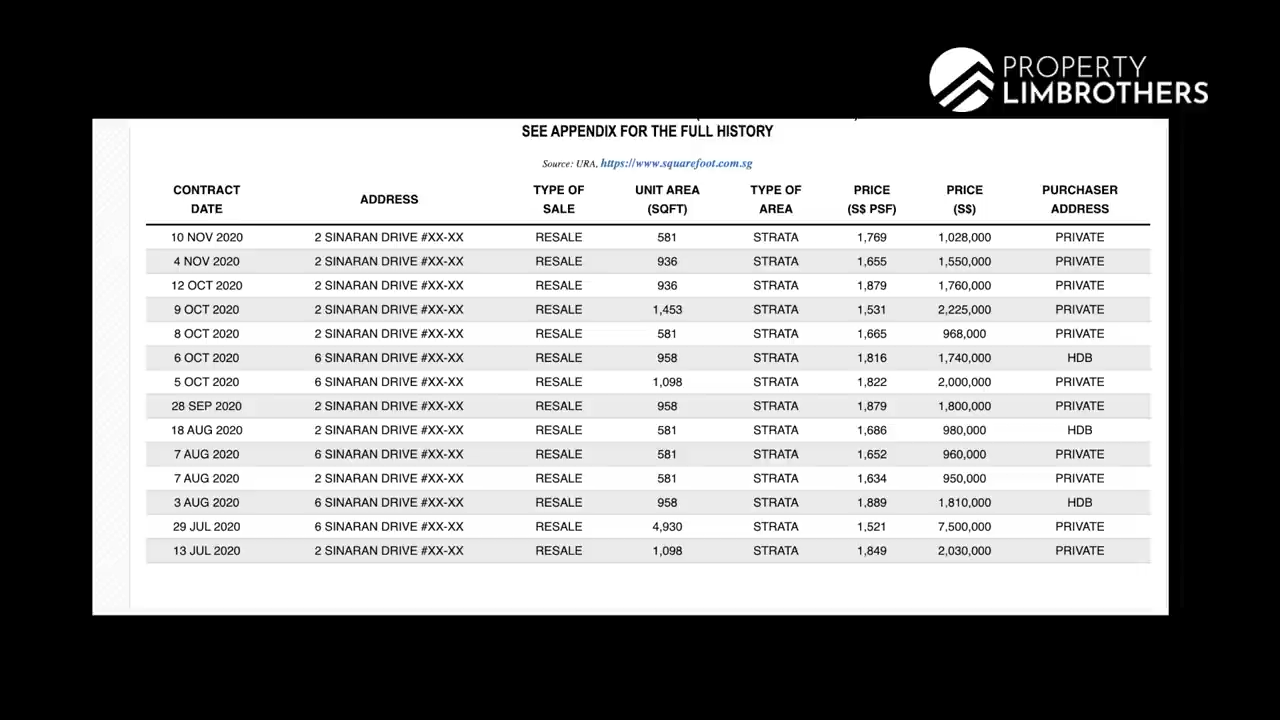 PROPERTY
LIMBROTHERS
SEE APPENDIX FOR THE FULL HISTORY
Source: URA, https://www.squarefoot.com.sg
CONTRACT DATE ADDRESS TYPE OF SALE UNIT AREA (SQFT) TYPE OF AREA PRICE (S$ PSF) PRICE (S$) PURCHASER ADDRESS
10 NOV 2020 2 SINARAN DRIVE #XX-XX RESALE 581 STRATA 1,769 1,028,000 PRIVATE
4 NOV 2020 2 SINARAN DRIVE #XX-XX RESALE 936 STRATA 1,655 1,550,000 PRIVATE
12 OCT 2020 2 SINARAN DRIVE #XX-XX RESALE 936 STRATA 1,879 1,760,000 PRIVATE
9 OCT 2020 2 SINARAN DRIVE #XX-XX RESALE 1,453 STRATA 1,531 2,225,000 PRIVATE
8 OCT 2020 2 SINARAN DRIVE #XX-XX RESALE 581 STRATA 1,665 968,000 PRIVATE
6 OCT 2020 6 SINARAN DRIVE #XX-XX RESALE 958 STRATA 1,816 1,740,000 HDB
5 OCT 2020 6 SINARAN DRIVE #XX-XX RESALE 1,098 STRATA 1,822 2,000,000 PRIVATE
28 SEP 2020 2 SINARAN DRIVE #XX-XX RESALE 958 STRATA 1,879 1,800,000 PRIVATE
18 AUG 2020 2 SINARAN DRIVE #XX-XX RESALE 581 STRATA 1,686 980,000 HDB
7 AUG 2020 6 SINARAN DRIVE #XX-XX RESALE 581 STRATA 1,652 960,000 PRIVATE
7 AUG 2020 2 SINARAN DRIVE #XX-XX RESALE 581 STRATA 1,634 950,000 PRIVATE
3 AUG 2020 6 SINARAN DRIVE #XX-XX RESALE 958 STRATA 1,889 1,810,000 HDB
29 JUL 2020 6 SINARAN DRIVE #XX-XX RESALE 4,930 STRATA 1,521 7,500,000 PRIVATE
13 JUL 2020 2 SINARAN DRIVE #XX-XX RESALE 1,098 STRATA 1,849 2,030,000 PRIVATE